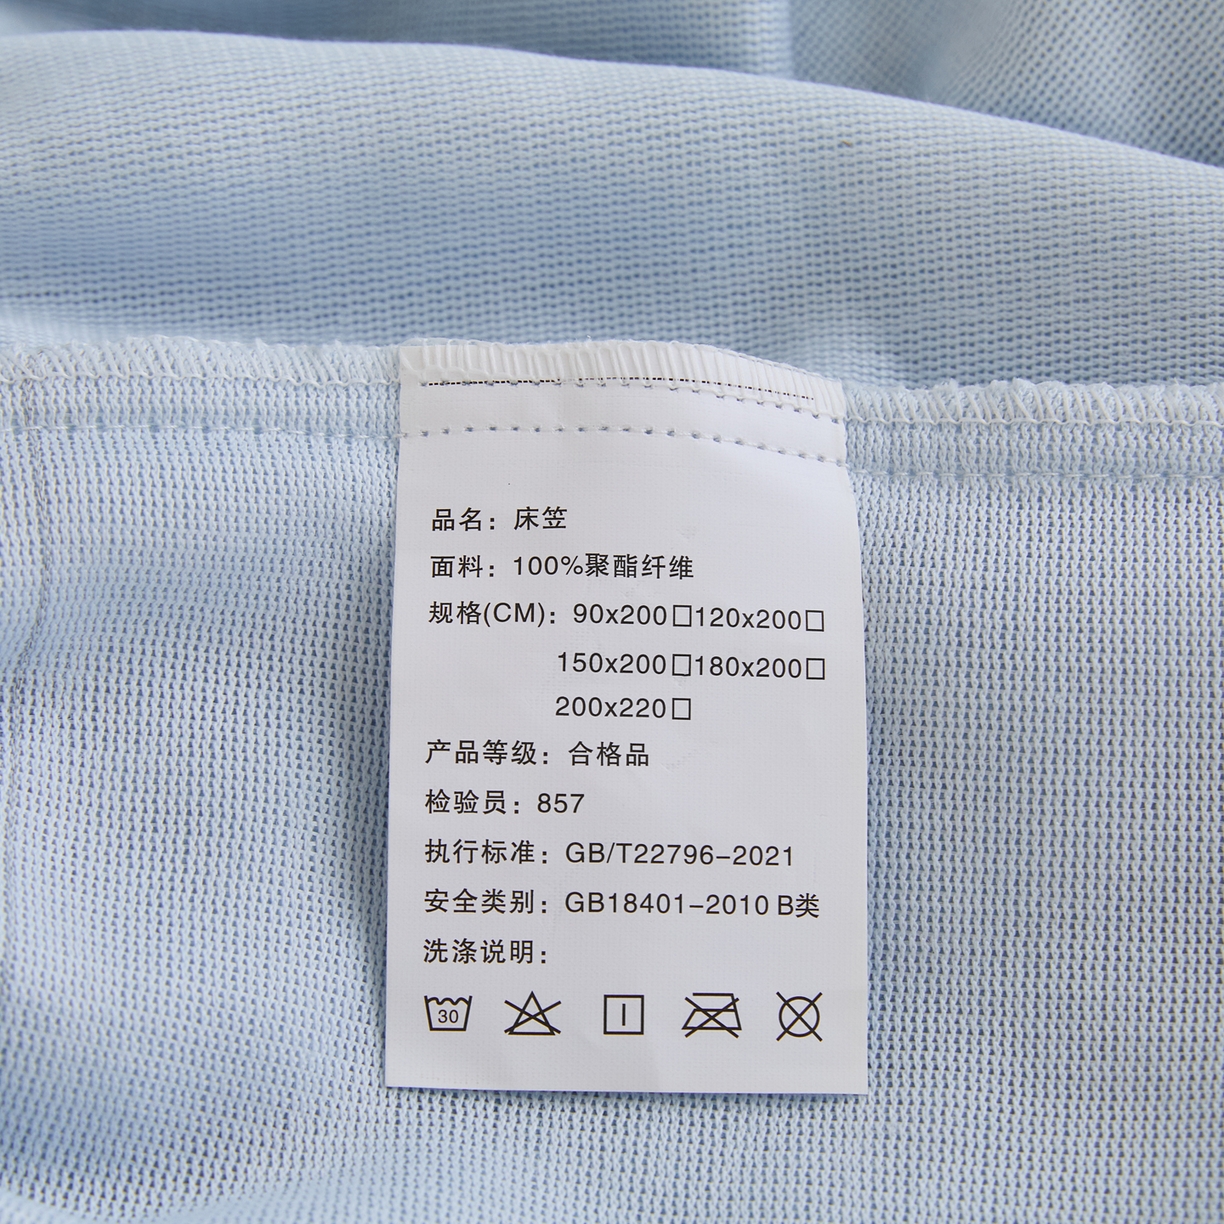 品名：床笠
面料：100%聚酯纤维
规格(CM)：90x200□120x200□
150x200□180x200□
200x220□
产品等级：合格品
检验员：857
执行标准：GB/T22796-2021
安全类别：GB18401-2010 B类
洗涤说明：
30